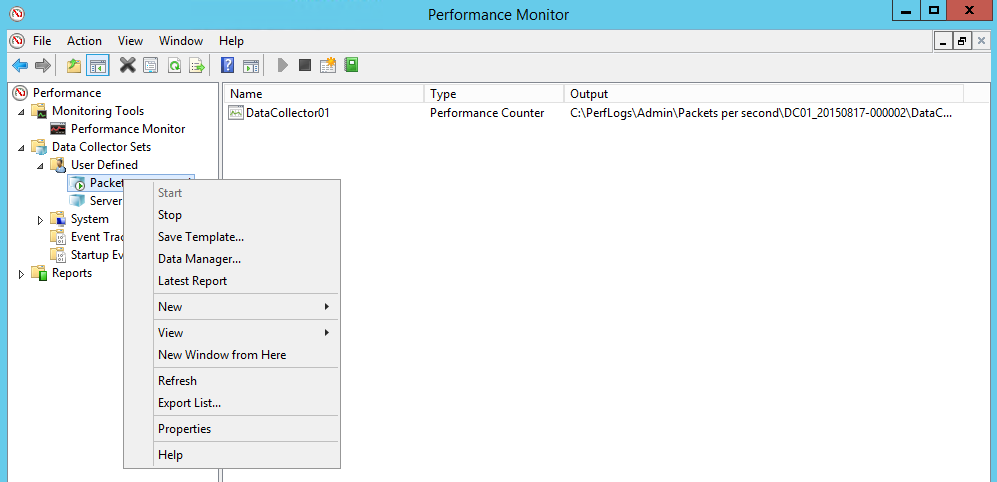 Performance Monitor
File Action View Window Help
Performance
Monitoring Tools
Performance Monitor
Data Collector Sets
User Defined
Packet
Server
System
Event Tra
Startup Ev
Reports
Name Type Output
DataCollector01 Performance Counter C:\PerfLogs\Admin\Packets per second\DC01_20150817-000002\DataC...
Start
Stop
Save Template...
Data Manager...
Latest Report
New
View
New Window from Here
Refresh
Export List...
Properties
Help